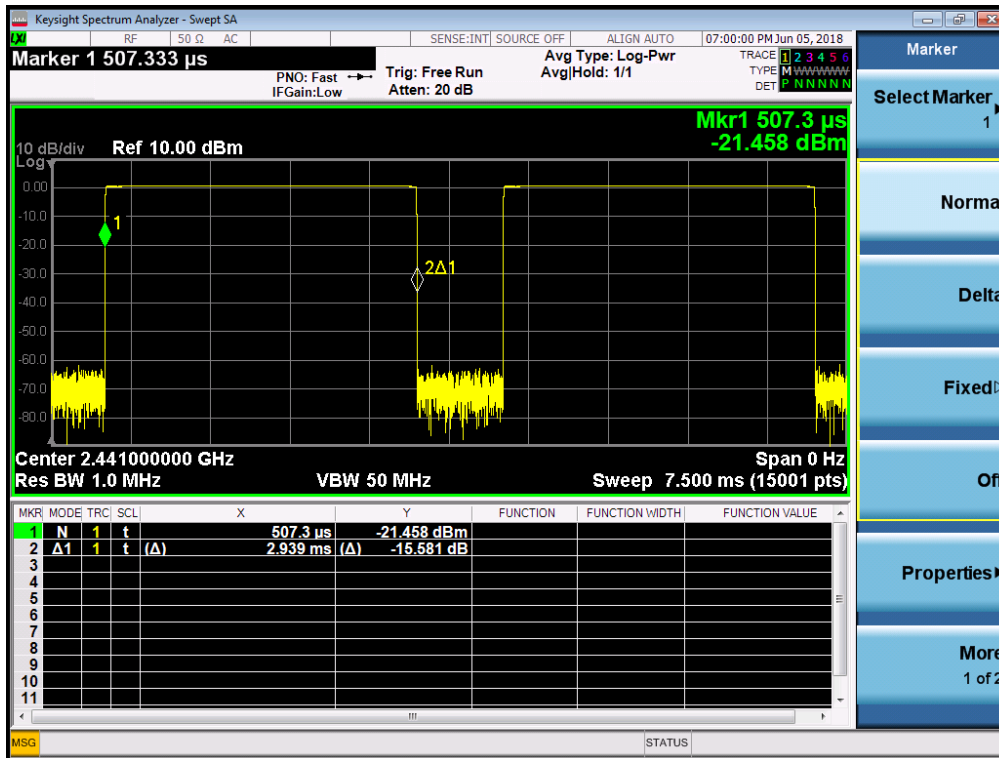 Keysight Spectrum Analyzer - Swept SA
LXI RF 50 Ω AC SENSE:INT SOURCE OFF ALIGN AUTO 07:00:00 PM Jun 05, 2018
Marker 1 507.333 µs
PNO: Fast
IFGain:Low
Trig: Free Run
Atten: 20 dB
Avg Type: Log-Pwr
Avg|Hold: 1/1
TRACE 1 2 3 4 5 6
TYPE M WWWWW
DET P N N N N N
Mkr1 507.3 µs
-21.458 dBm
10 dB/div Ref 10.00 dBm
Log
0.00
-10.0
-20.0
-30.0
-40.0
-50.0
-60.0
-70.0
-80.0
1
2Δ1
Center 2.441000000 GHz Span 0 Hz
Res BW 1.0 MHz VBW 50 MHz Sweep 7.500 ms (15001 pts)
MKR MODE TRC SCL X Y FUNCTION FUNCTION WIDTH FUNCTION VALUE
1 N 1 t 507.3 µs -21.458 dBm
2 Δ1 1 t (Δ) 2.939 ms (Δ) -15.581 dB
3
4
5
6
7
8
9
10
11
MSG STATUS
Marker
Select Marker
1
Norma
Delta
Fixed
Of
Properties
More
1 of 2